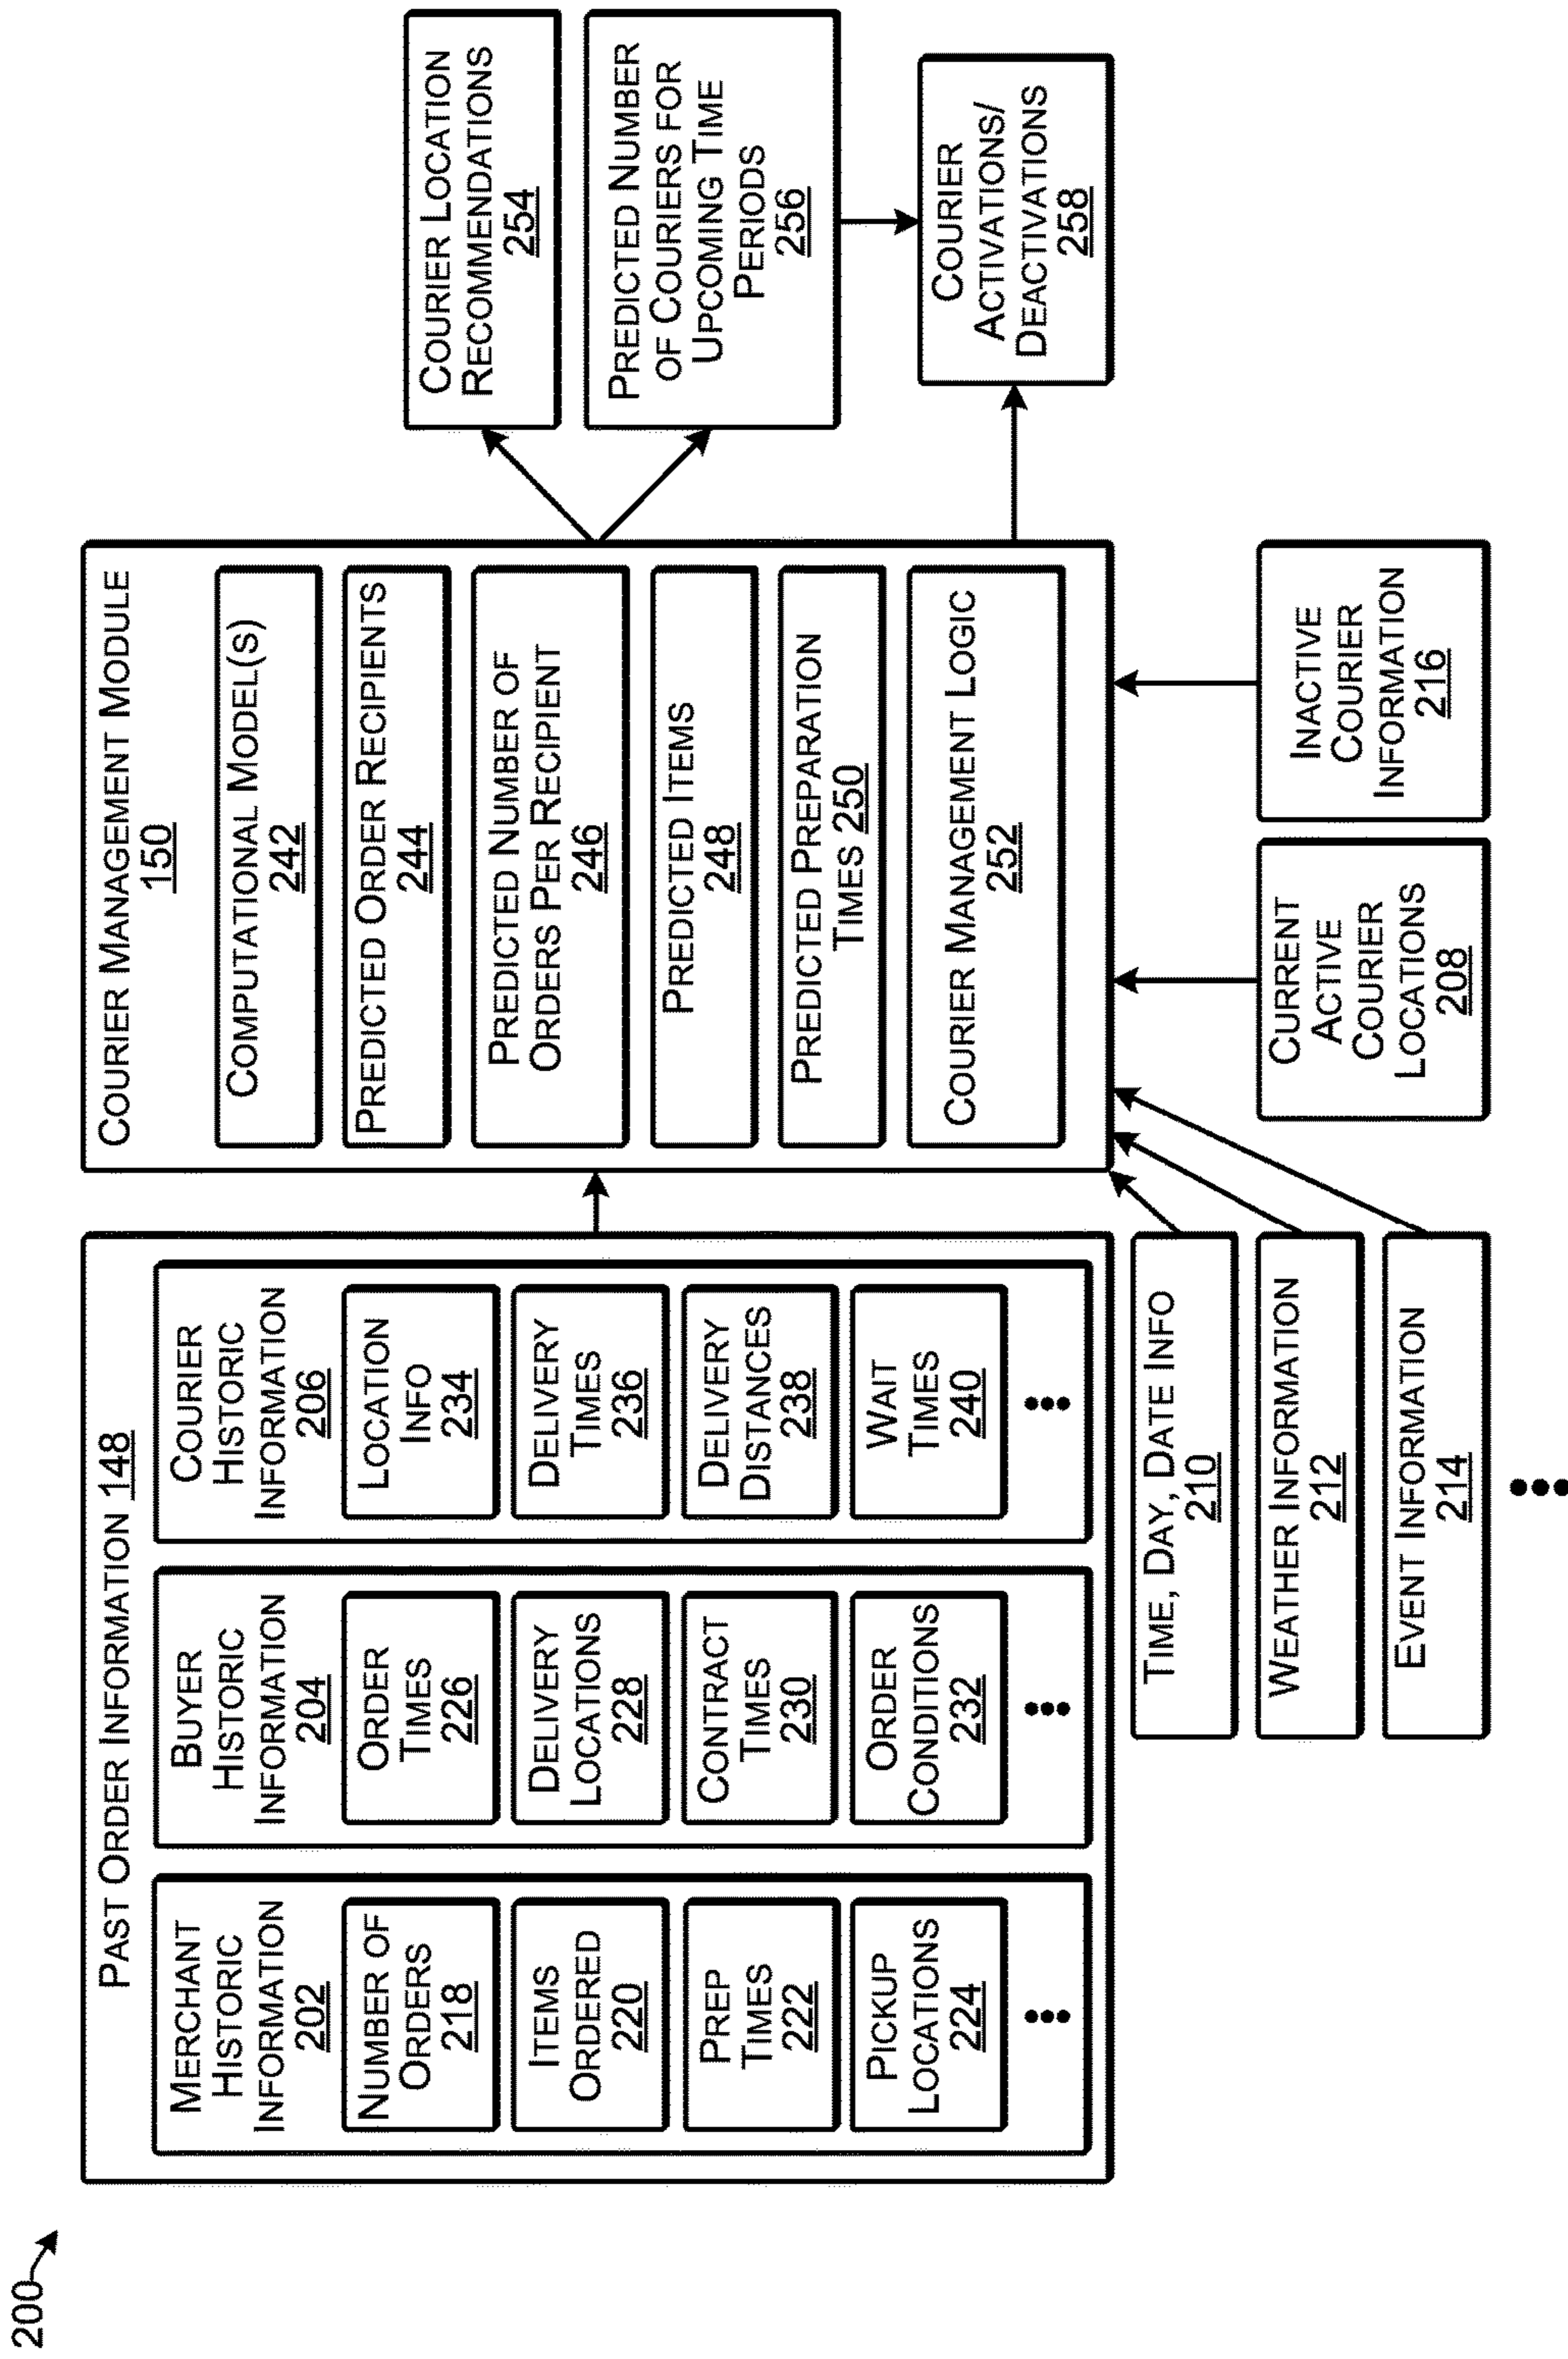 200
PAST ORDER INFORMATION 148
MERCHANT
HISTORIC
INFORMATION
202
NUMBER OF
ORDERS
218
ITEMS
ORDERED
220
PREP
TIMES
222
PICKUP
LOCATIONS
224
•••
BUYER
HISTORIC
INFORMATION
204
ORDER
TIMES
226
DELIVERY
LOCATIONS
228
CONTRACT
TIMES
230
ORDER
CONDITIONS
232
•••
COURIER
HISTORIC
INFORMATION
206
LOCATION
INFO
234
DELIVERY
TIMES
236
DELIVERY
DISTANCES
238
WAIT
TIMES
240
•••
TIME, DAY, DATE INFO
210
WEATHER INFORMATION
212
EVENT INFORMATION
214
•••
COURIER MANAGEMENT MODULE
150
COMPUTATIONAL MODEL(S)
242
PREDICTED ORDER RECIPIENTS
244
PREDICTED NUMBER OF
ORDERS PER RECIPIENT
246
PREDICTED ITEMS
248
PREDICTED PREPARATION
TIMES 250
COURIER MANAGEMENT LOGIC
252
CURRENT
ACTIVE
COURIER
LOCATIONS
208
INACTIVE
COURIER
INFORMATION
216
COURIER LOCATION
RECOMMENDATIONS
254
PREDICTED NUMBER
OF COURIERS FOR
UPCOMING TIME
PERIODS
256
COURIER
ACTIVATIONS/
DEACTIVATIONS
258